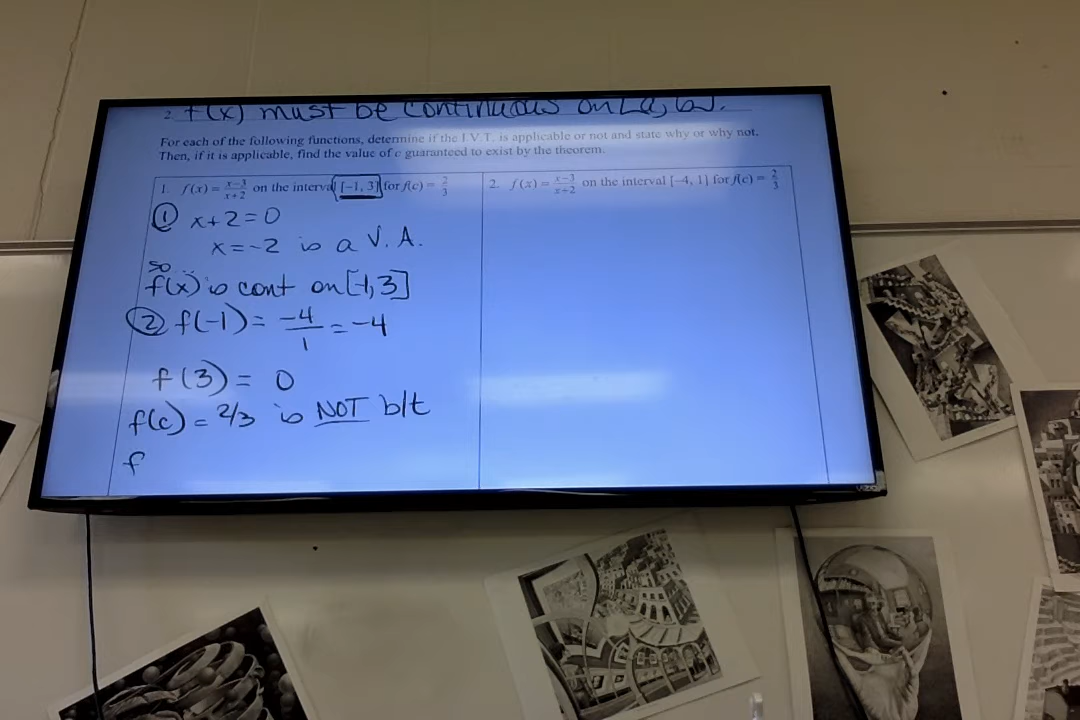 2. f(x) must be continuous on [a, b].
For each of the following functions, determine if the I.V.T. is applicable or not and state why or why not.
Then, if it is applicable, find the value of c guaranteed to exist by the theorem.
1. f(x) = x−3/x+2 on the interval [−1, 3] for f(c) = 2/3
① x+2=0
x=-2 is a V.A.
so
f(x) is cont on [-1,3]
② f(-1) = -4/1 = -4
f(3) = 0
f(c) = 2/3 is NOT b/t
f
2. f(x) = x−3/x+2 on the interval [−4, 1] for f(c) = 2/3
VIZIO